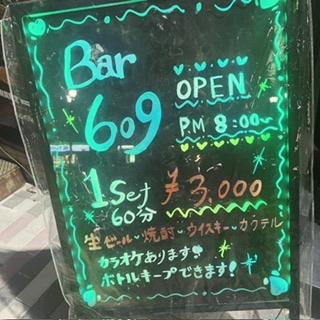 Bar
609
OPEN
PM 8:00~
1Set
60分
¥3,000
生ビール・焼酎・ウイスキー・カクテル
カラオケあります♥
ボトルキープできます!